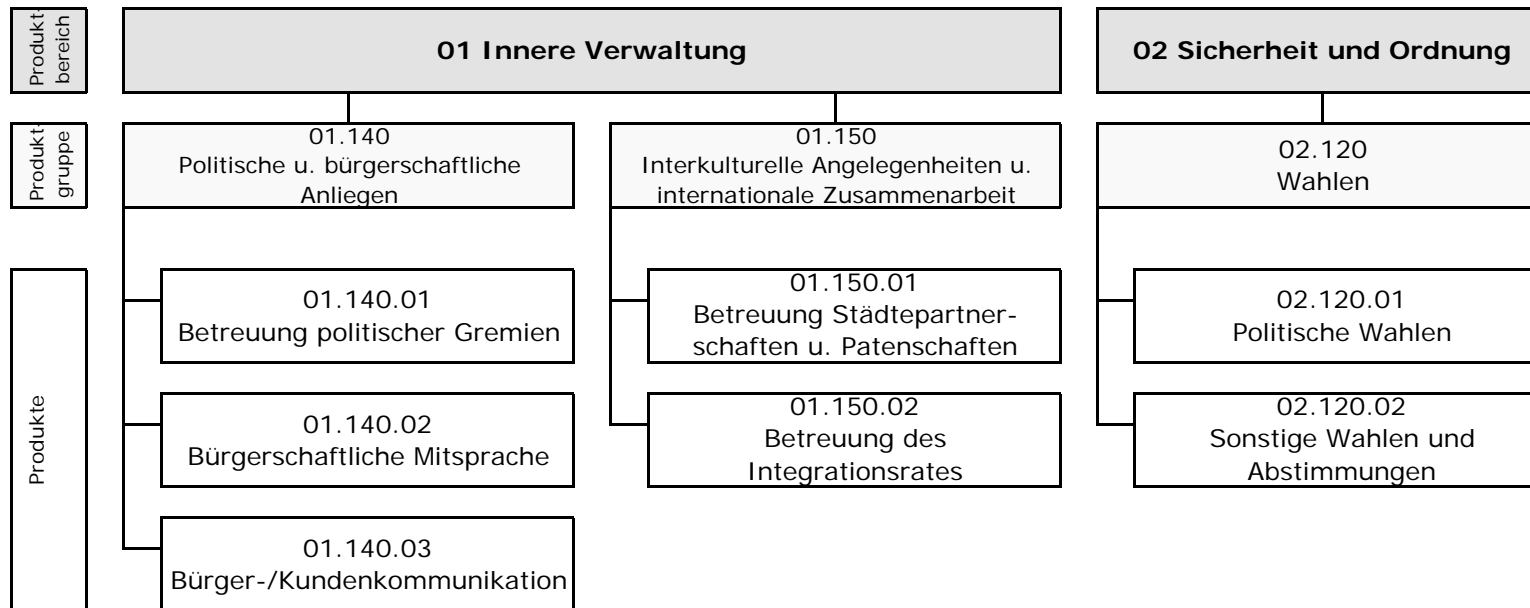 Produkt-
bereich
01 Innere Verwaltung
02 Sicherheit und Ordnung
Produkt-
gruppe
01.140
Politische u. bürgerschaftliche
Anliegen
01.150
Interkulturelle Angelegenheiten u.
internationale Zusammenarbeit
02.120
Wahlen
Produkte
01.140.01
Betreuung politischer Gremien
01.150.01
Betreuung Städtepartner-
schaften u. Patenschaften
02.120.01
Politische Wahlen
01.140.02
Bürgerschaftliche Mitsprache
01.150.02
Betreuung des
Integrationsrates
02.120.02
Sonstige Wahlen und
Abstimmungen
01.140.03
Bürger-/Kundenkommunikation